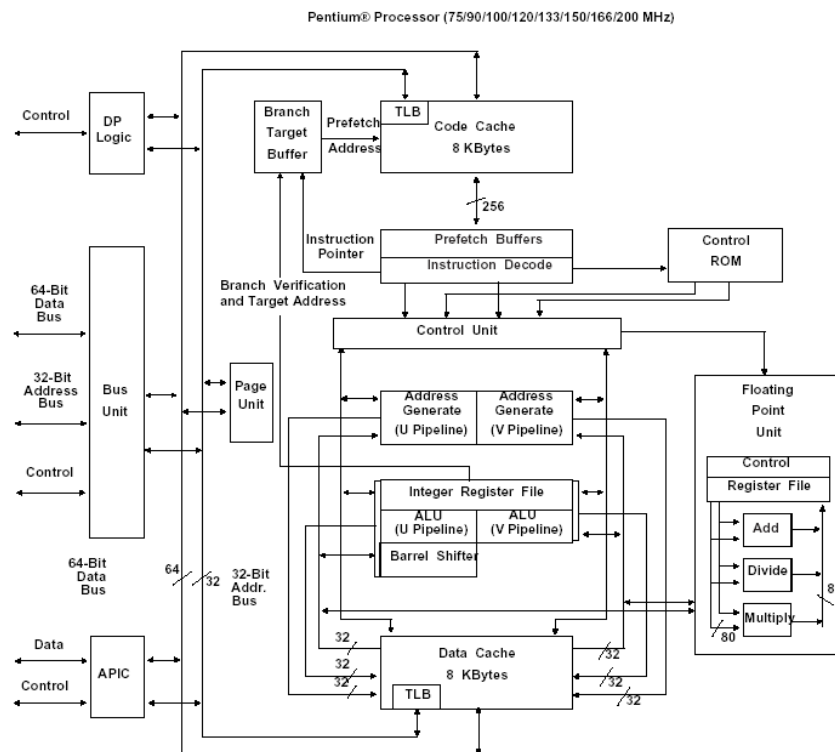 Pentium® Processor (75/90/100/120/133/150/166/200 MHz)
Control
DP
Logic
Branch
Target
Buffer
Prefetch
Address
TLB
Code Cache
8 KBytes
256
Instruction
Pointer
Prefetch Buffers
Instruction Decode
Control
ROM
Branch Verification
and Target Address
64-Bit
Data
Bus
32-Bit
Address
Bus
Control
Bus
Unit
Page
Unit
Control Unit
Address
Generate
(U Pipeline)
Address
Generate
(V Pipeline)
Floating
Point
Unit
Control
Register File
Add
Divide
Multiply
80
Integer Register File
ALU
(U Pipeline)
ALU
(V Pipeline)
Barrel Shifter
64-Bit
Data
Bus
64
32
32-Bit
Addr.
Bus
Data
Control
APIC
32
32
32
Data Cache
8 KBytes
TLB
32
32
32